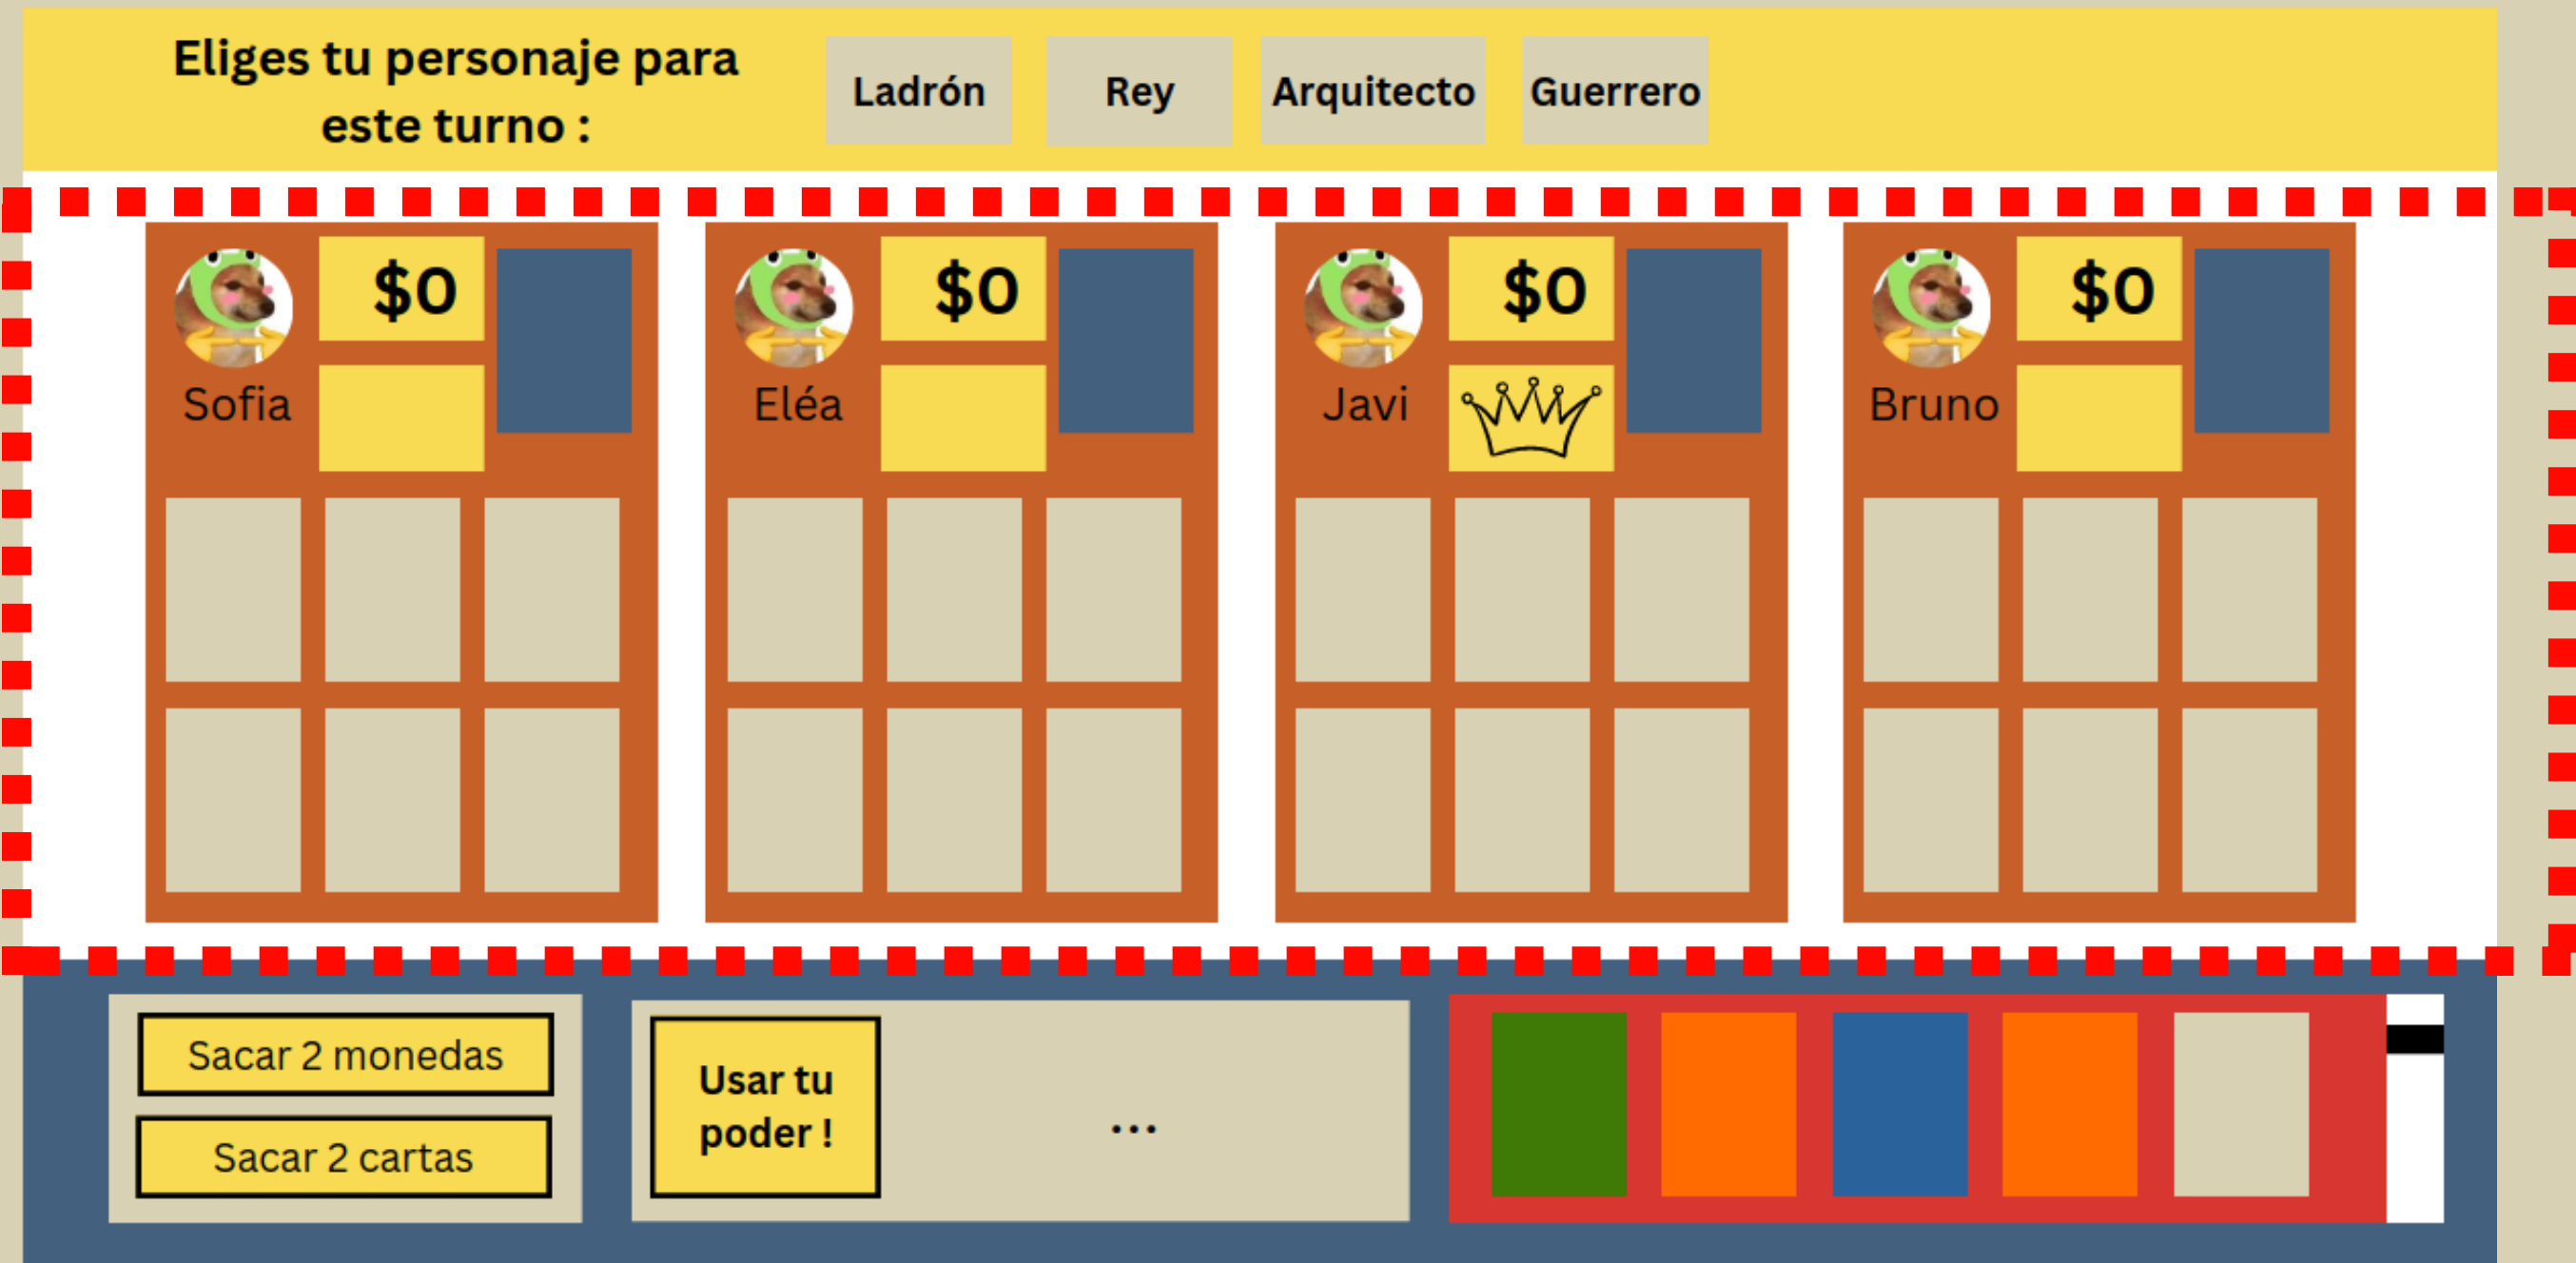 Eliges tu personaje para
este turno :
Ladrón
Rey
Arquitecto
Guerrero
$0
Sofia
$0
Eléa
$0
Javi
$0
Bruno
Sacar 2 monedas
Sacar 2 cartas
Usar tu
poder !
...